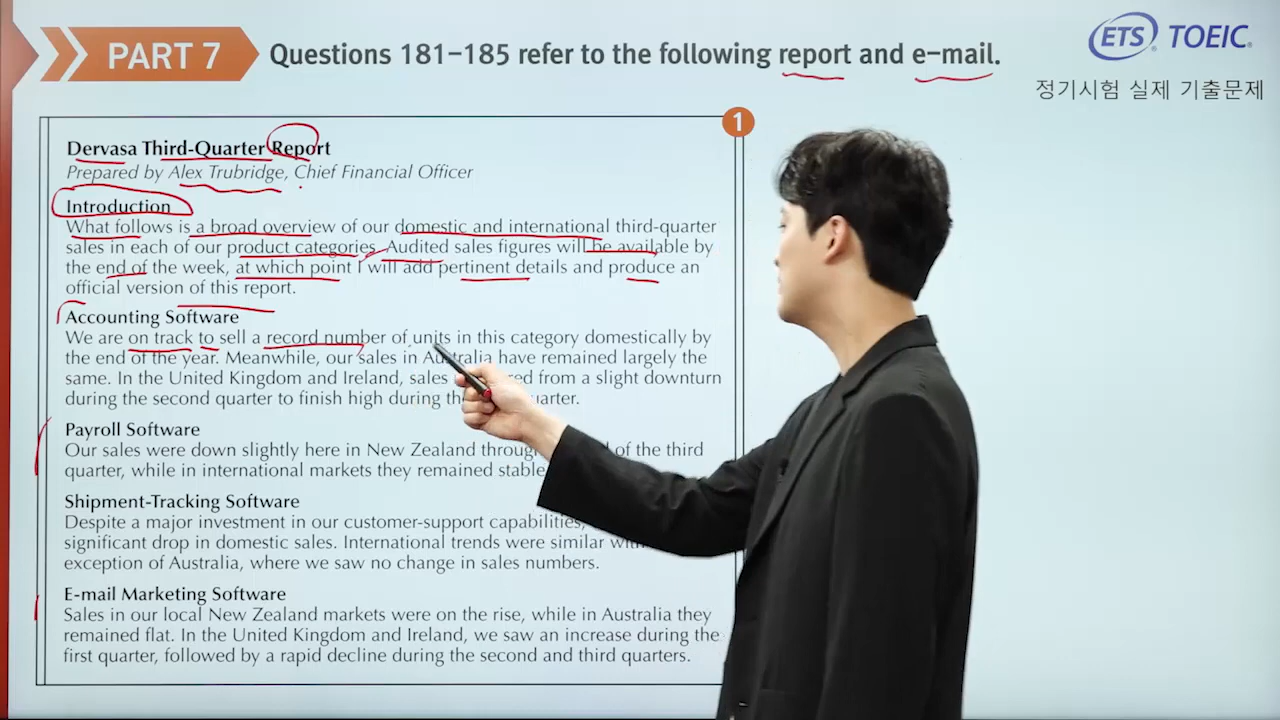 PART 7
Questions 181–185 refer to the following report and e-mail.
ETS TOEIC
정기시험 실제 기출문제
1
Dervasa Third-Quarter Report
Prepared by Alex Trubridge, Chief Financial Officer
Introduction
What follows is a broad overview of our domestic and international third-quarter
sales in each of our product categories. Audited sales figures will be available by
the end of the week, at which point I will add pertinent details and produce an
official version of this report.
Accounting Software
We are on track to sell a record number of units in this category domestically by
the end of the year. Meanwhile, our sales in Australia have remained largely the
same. In the United Kingdom and Ireland, sales from a slight downturn
during the second quarter to finish high during the
Payroll Software
Our sales were down slightly here in New Zealand of the third
quarter, while in international markets they remained stable
Shipment-Tracking Software
Despite a major investment in our customer-support capabilities,
significant drop in domestic sales. International trends were similar
exception of Australia, where we saw no change in sales numbers.
E-mail Marketing Software
Sales in our local New Zealand markets were on the rise, while in Australia they
remained flat. In the United Kingdom and Ireland, we saw an increase during the
first quarter, followed by a rapid decline during the second and third quarters.